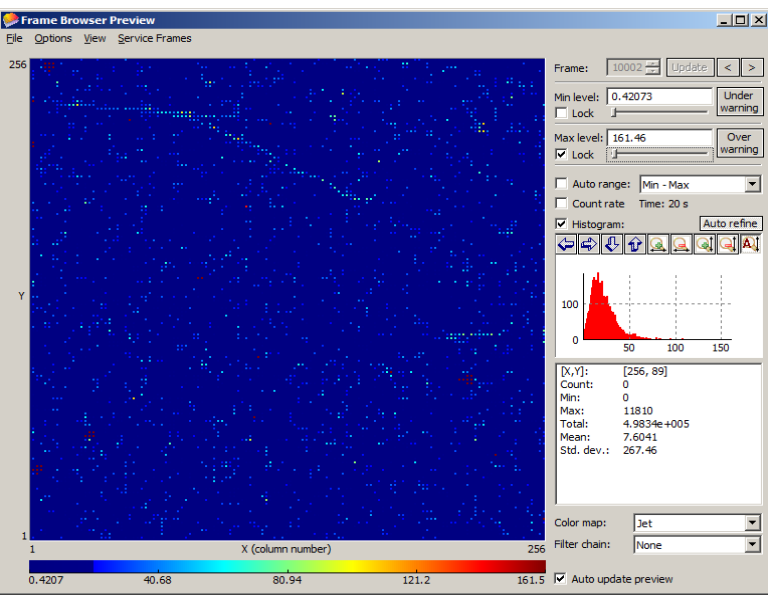 Frame Browser Preview
File Options View Service Frames
256
Y
1
1 X (column number) 256
0.4207 40.68 80.94 121.2 161.5
Frame: 10002 Update < >
Min level: 0.42073 Under warning
Lock
Max level: 161.46 Over warning
Lock
Auto range: Min - Max
Count rate Time: 20 s
Histogram: Auto refine
A
100
0
50 100 150
[X,Y]: [256, 89]
Count: 0
Min: 0
Max: 11810
Total: 4.9834e+005
Mean: 7.6041
Std. dev.: 267.46
Color map: Jet
Filter chain: None
Auto update preview